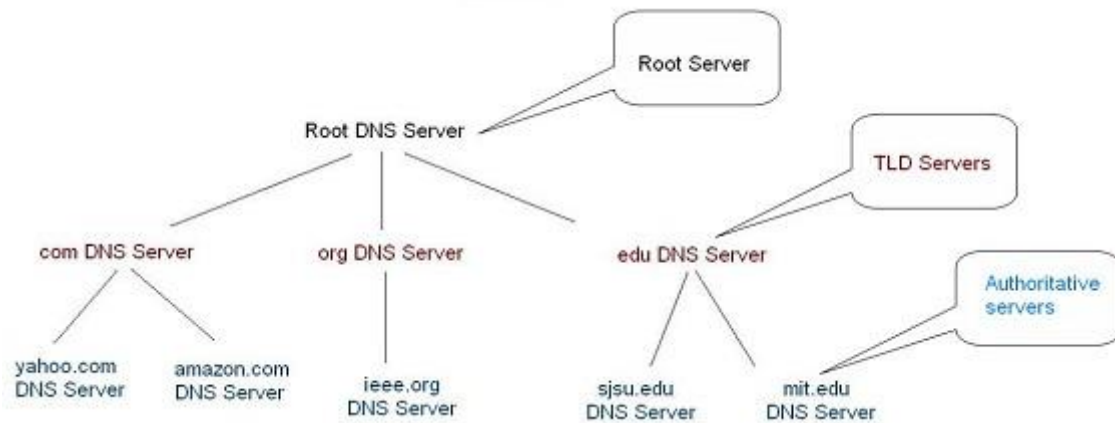 Root Server
Root DNS Server
TLD Servers
com DNS Server
org DNS Server
edu DNS Server
Authoritative
servers
yahoo.com
DNS Server
amazon.com
DNS Server
ieee.org
DNS Server
sjsu.edu
DNS Server
mit.edu
DNS Server